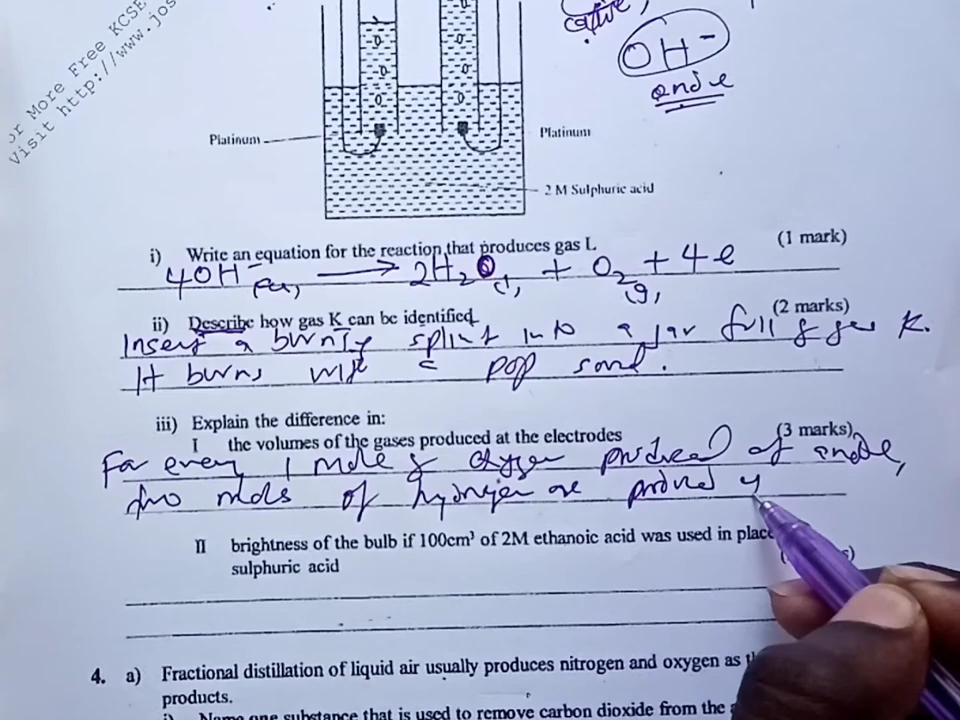 or More Free KCSE
Visit http://www.jos
OH-
Platinum
Platinum
2 M Sulphuric acid
i) Write an equation for the reaction that produces gas L (1 mark)
4OH- (aq) → 2H2O (l) + O2 (g) + 4e
ii) Describe how gas K can be identified. (2 marks)
Insert a burning splint into a jar full of gas K.
It burns with a pop sound.
iii) Explain the difference in: (3 marks)
I the volumes of the gases produced at the electrodes
For every 1 mole of oxygen produced at anode,
two moles of hydrogen are produced
II brightness of the bulb if 100cm³ of 2M ethanoic acid was used in place
sulphuric acid
4. a) Fractional distillation of liquid air usually produces nitrogen and oxygen as
products.
i) Name one substance that is used to remove carbon dioxide from the